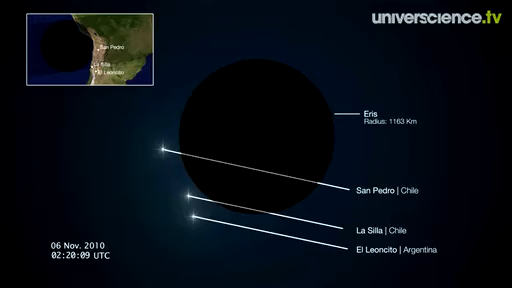 universcience.tv
San Pedro
La Silla
El Leoncito
Eris
Radius: 1163 Km
San Pedro | Chile
La Silla | Chile
El Leoncito | Argentina
06 Nov. 2010
02:20:09 UTC